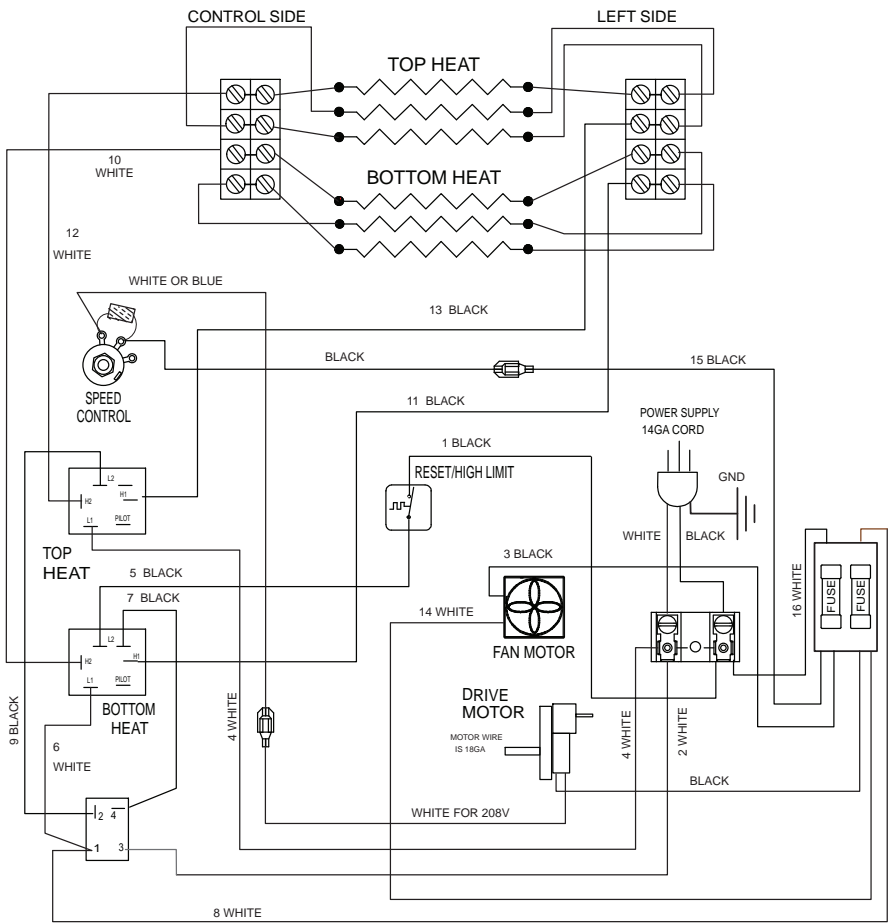 CONTROL SIDE
LEFT SIDE
TOP HEAT
10
WHITE
BOTTOM HEAT
12
WHITE
WHITE OR BLUE
13 BLACK
BLACK
15 BLACK
SPEED
CONTROL
11 BLACK
POWER SUPPLY
14GA CORD
1 BLACK
RESET/HIGH LIMIT
GND
L2
H1
H2
L1
PILOT
WHITE
BLACK
TOP
HEAT
3 BLACK
5 BLACK
7 BLACK
16 WHITE
FUSE
FUSE
14 WHITE
FAN MOTOR
L2
H1
H2
L1
PILOT
BOTTOM
HEAT
9 BLACK
4 WHITE
DRIVE
MOTOR
MOTOR WIRE
IS 18GA
4 WHITE
2 WHITE
6
WHITE
BLACK
WHITE FOR 208V
2 4
1 3
8 WHITE